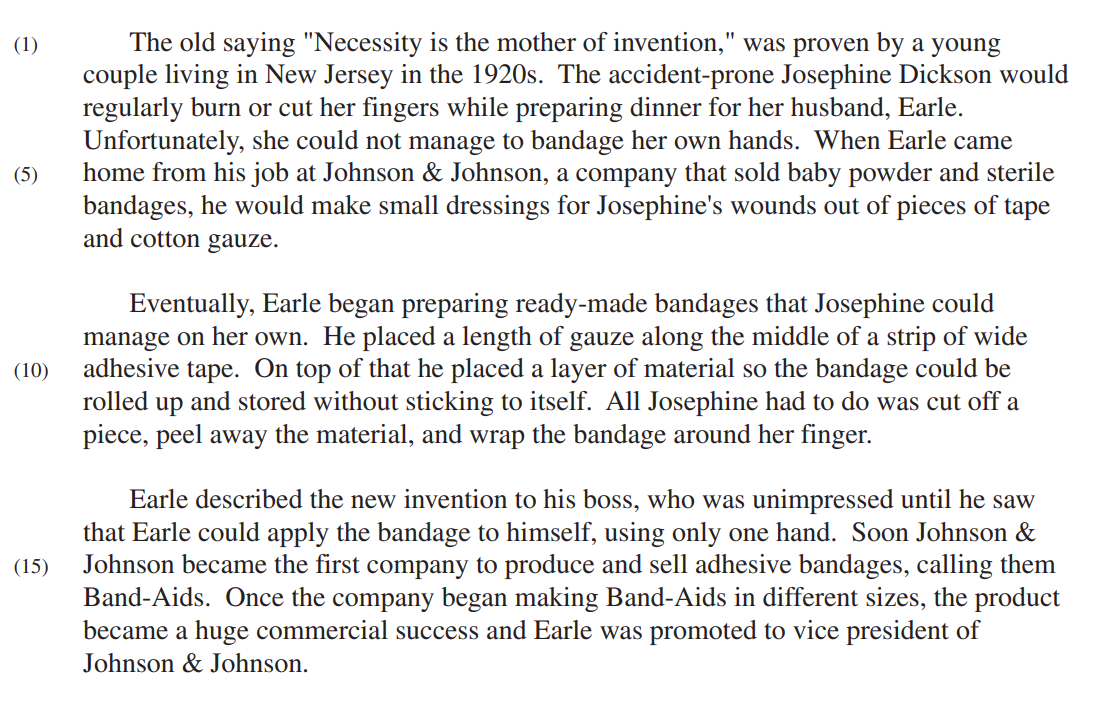 (1) The old saying "Necessity is the mother of invention," was proven by a young
couple living in New Jersey in the 1920s. The accident-prone Josephine Dickson would
regularly burn or cut her fingers while preparing dinner for her husband, Earle.
Unfortunately, she could not manage to bandage her own hands. When Earle came
(5) home from his job at Johnson & Johnson, a company that sold baby powder and sterile
bandages, he would make small dressings for Josephine's wounds out of pieces of tape
and cotton gauze.
Eventually, Earle began preparing ready-made bandages that Josephine could
manage on her own. He placed a length of gauze along the middle of a strip of wide
(10) adhesive tape. On top of that he placed a layer of material so the bandage could be
rolled up and stored without sticking to itself. All Josephine had to do was cut off a
piece, peel away the material, and wrap the bandage around her finger.
Earle described the new invention to his boss, who was unimpressed until he saw
that Earle could apply the bandage to himself, using only one hand. Soon Johnson &
(15) Johnson became the first company to produce and sell adhesive bandages, calling them
Band-Aids. Once the company began making Band-Aids in different sizes, the product
became a huge commercial success and Earle was promoted to vice president of
Johnson & Johnson.